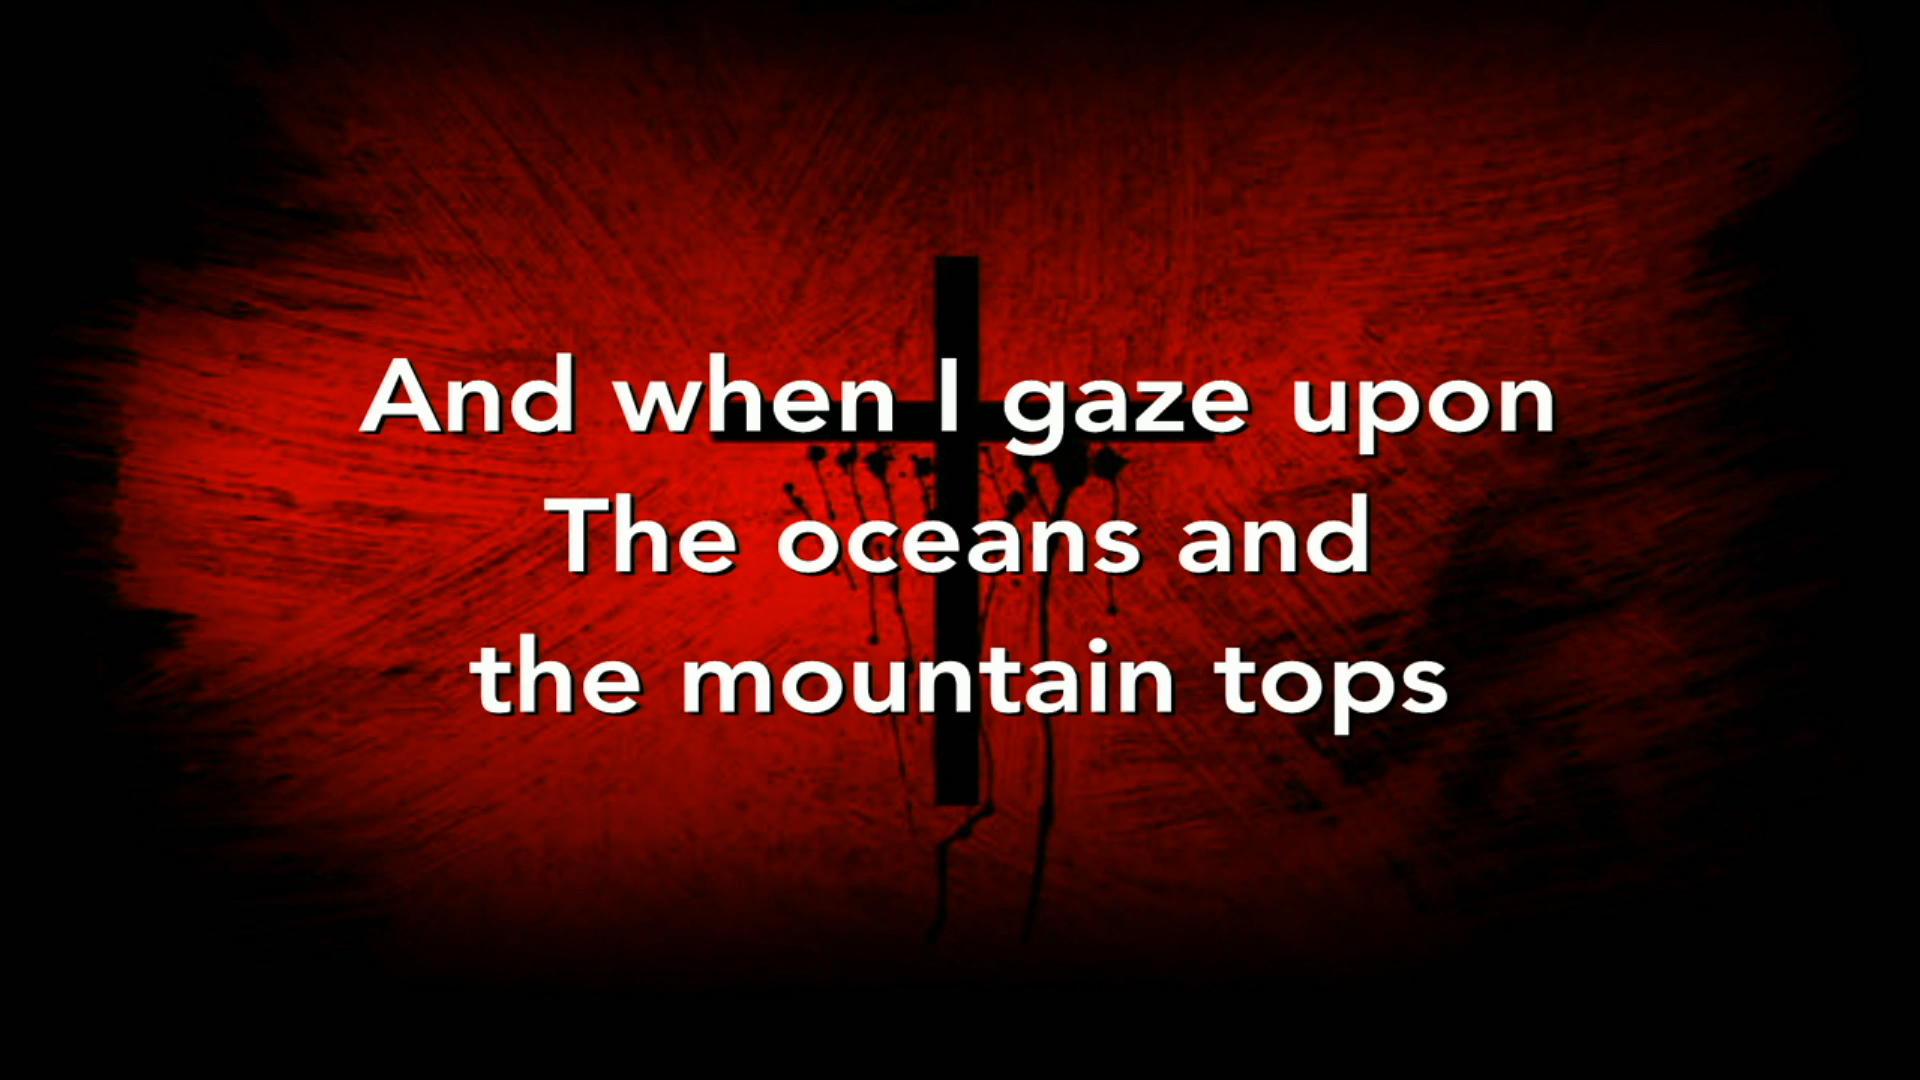 And when I gaze upon
The oceans and
the mountain tops